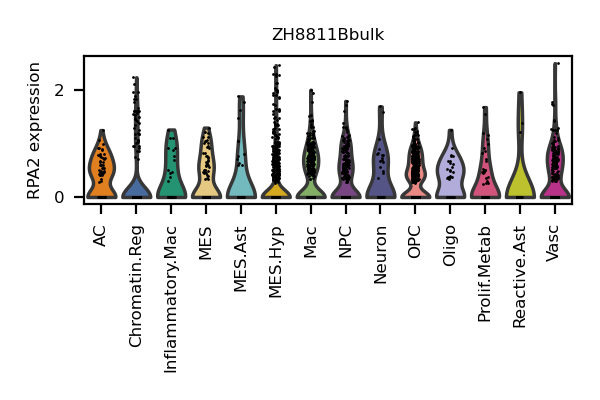 ZH8811Bbulk
RPA2 expression
2
0
AC
Chromatin.Reg
Inflammatory.Mac
MES
MES.Ast
MES.Hyp
Mac
NPC
Neuron
OPC
Oligo
Prolif.Metab
Reactive.Ast
Vasc